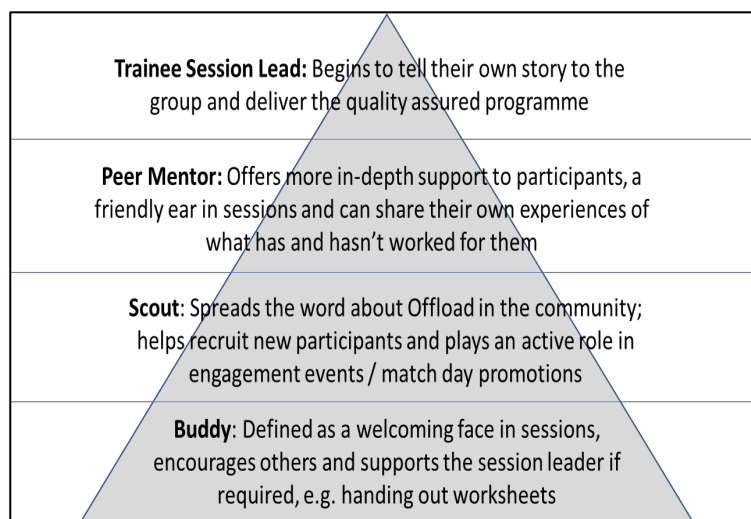 Trainee Session Lead: Begins to tell their own story to the
group and deliver the quality assured programme
Peer Mentor: Offers more in-depth support to participants, a
friendly ear in sessions and can share their own experiences of
what has and hasn't worked for them
Scout: Spreads the word about Offload in the community;
helps recruit new participants and plays an active role in
engagement events / match day promotions
Buddy: Defined as a welcoming face in sessions,
encourages others and supports the session leader if
required, e.g. handing out worksheets